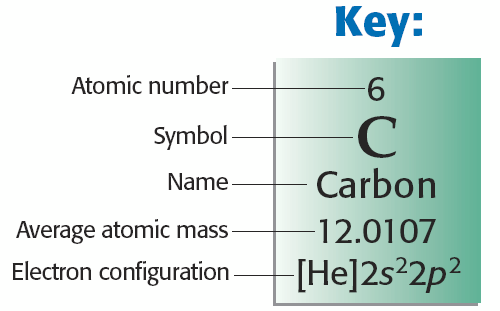 Key:
Atomic number 6
Symbol C
Name Carbon
Average atomic mass 12.0107
Electron configuration [He]2s²2p²